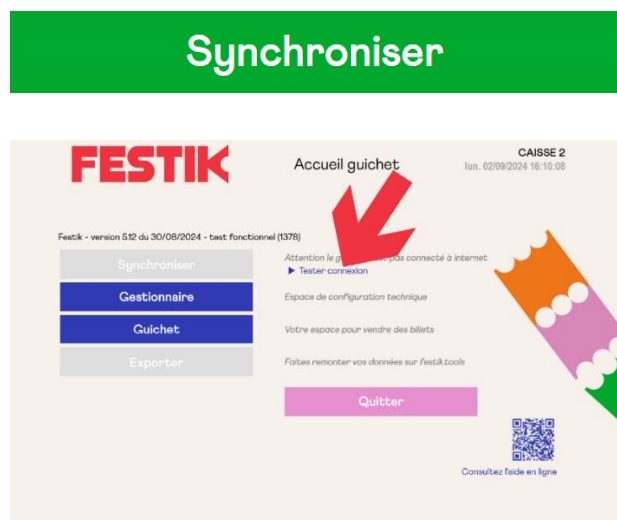 Synchroniser
FESTIK
Accueil guichet
CAISSE 2
lun. 02/09/2024 16:10:08
Festik - version 5.12 du 30/08/2024 - test fonctionnel (1378)
Synchroniser
Attention le pas connecté à internet
▶ Tester connexion
Gestionnaire
Espace de configuration technique
Guichet
Votre espace pour vendre des billets
Exporter
Faites remonter vos données sur festik.tools
Quitter
Consultez l'aide en ligne